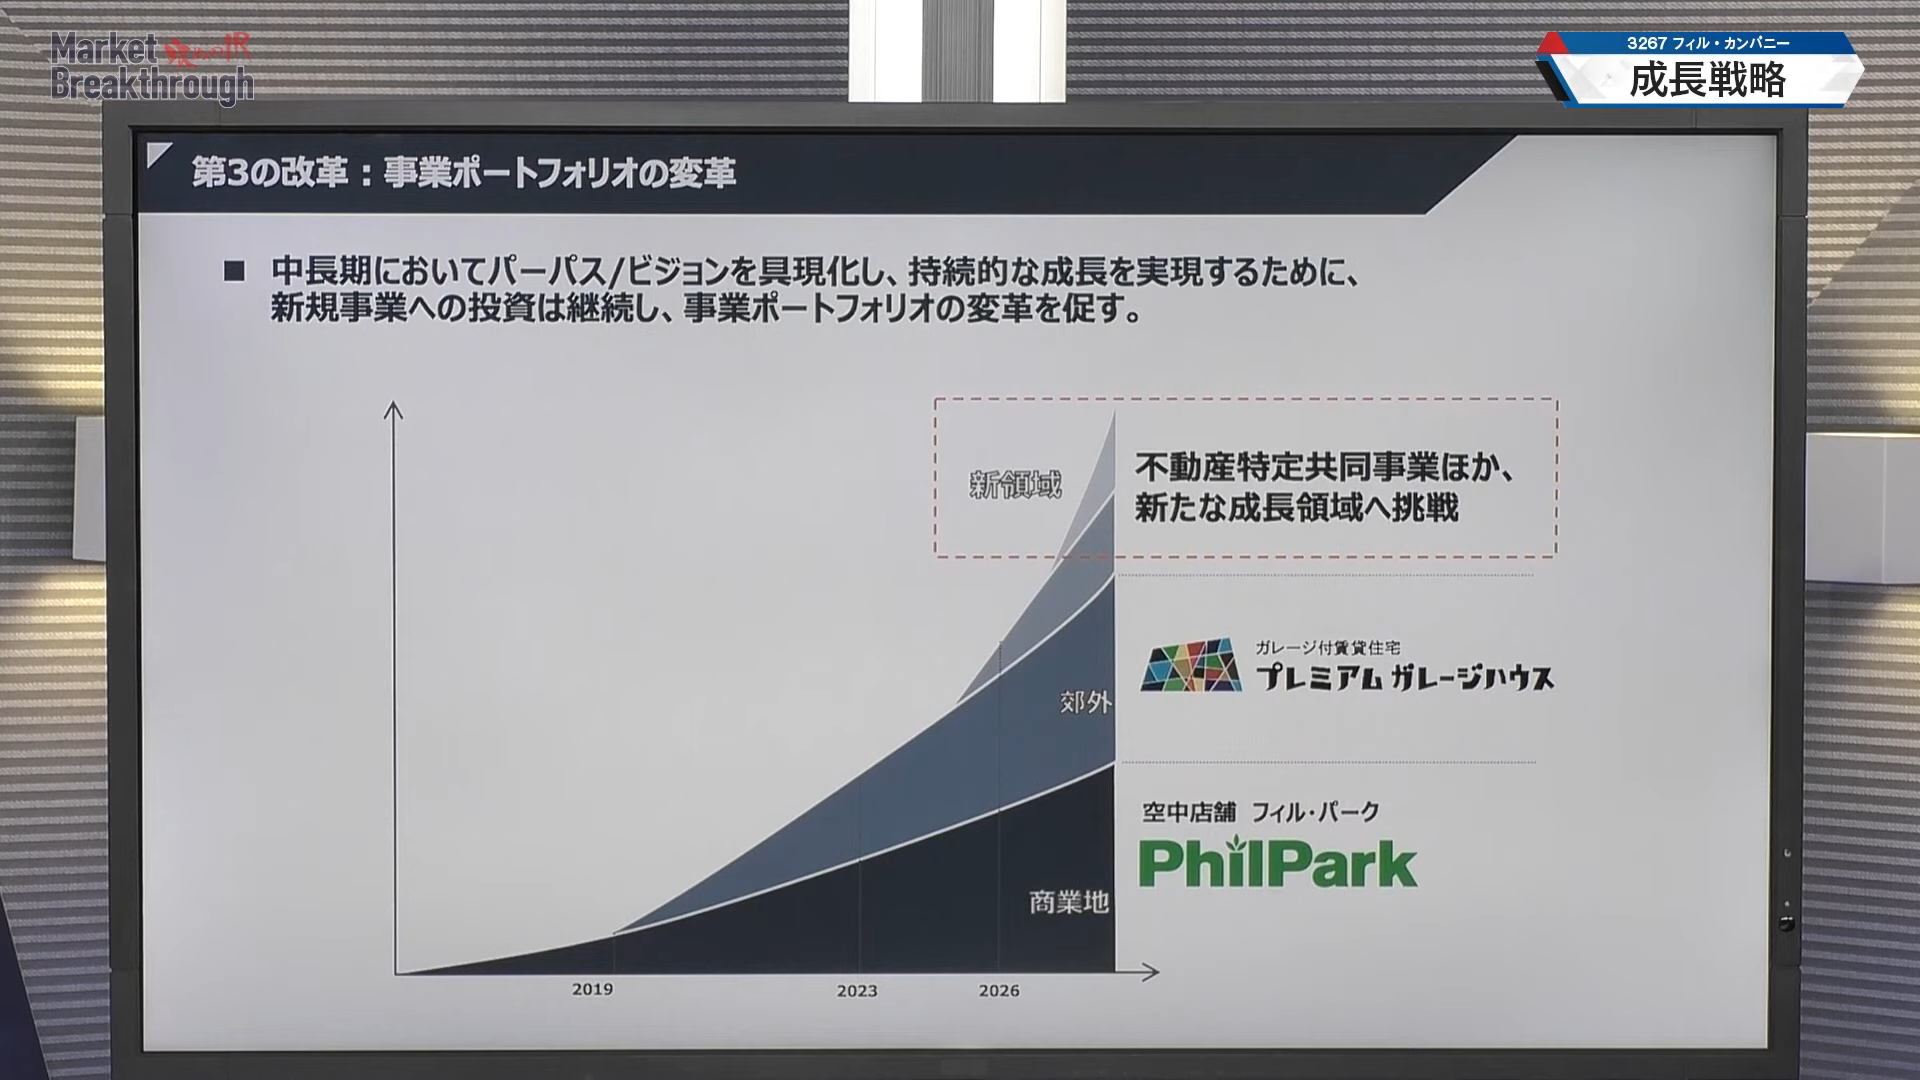 Market 攻めのIR
Breakthrough
3267 フィル・カンパニー
成長戦略
第3の改革：事業ポートフォリオの変革
■ 中長期においてパーパス/ビジョンを具現化し、持続的な成長を実現するために、
新規事業への投資は継続し、事業ポートフォリオの変革を促す。
新領域
不動産特定共同事業ほか、
新たな成長領域へ挑戦
郊外
ガレージ付賃貸住宅
プレミアムガレージハウス
商業地
空中店舗 フィル・パーク
PhilPark
2019
2023
2026